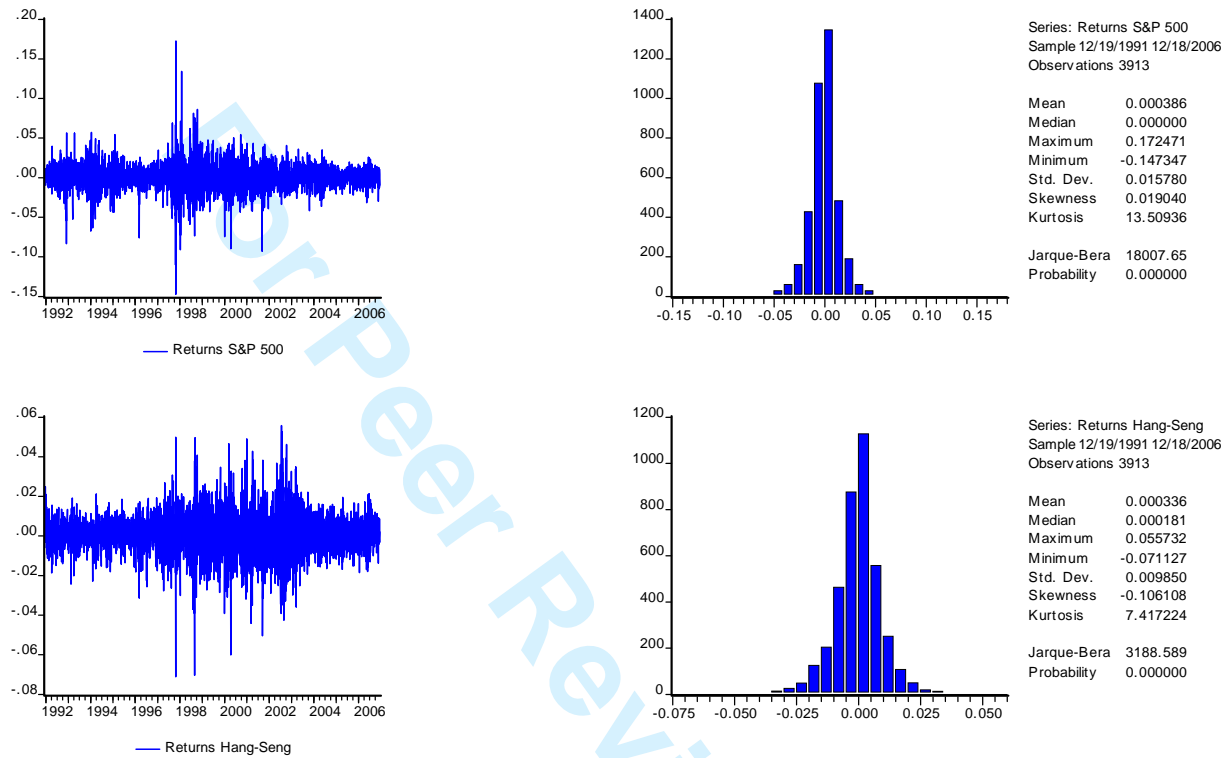 .20
.15
.10
.05
.00
-.05
-.10
-.15
1992 1994 1996 1998 2000 2002 2004 2006
Returns S&P 500
1400
1200
1000
800
600
400
200
0
-0.15 -0.10 -0.05 0.00 0.05 0.10 0.15
Series: Returns S&P 500
Sample 12/19/1991 12/18/2006
Observations 3913
Mean 0.000386
Median 0.000000
Maximum 0.172471
Minimum -0.147347
Std. Dev. 0.015780
Skewness 0.019040
Kurtosis 13.50936
Jarque-Bera 18007.65
Probability 0.000000
.06
.04
.02
.00
-.02
-.04
-.06
-.08
1992 1994 1996 1998 2000 2002 2004 2006
Returns Hang-Seng
1200
1000
800
600
400
200
0
-0.075 -0.050 -0.025 0.000 0.025 0.050
Series: Returns Hang-Seng
Sample 12/19/1991 12/18/2006
Observations 3913
Mean 0.000336
Median 0.000181
Maximum 0.055732
Minimum -0.071127
Std. Dev. 0.009850
Skewness -0.106108
Kurtosis 7.417224
Jarque-Bera 3188.589
Probability 0.000000
For Peer Revi